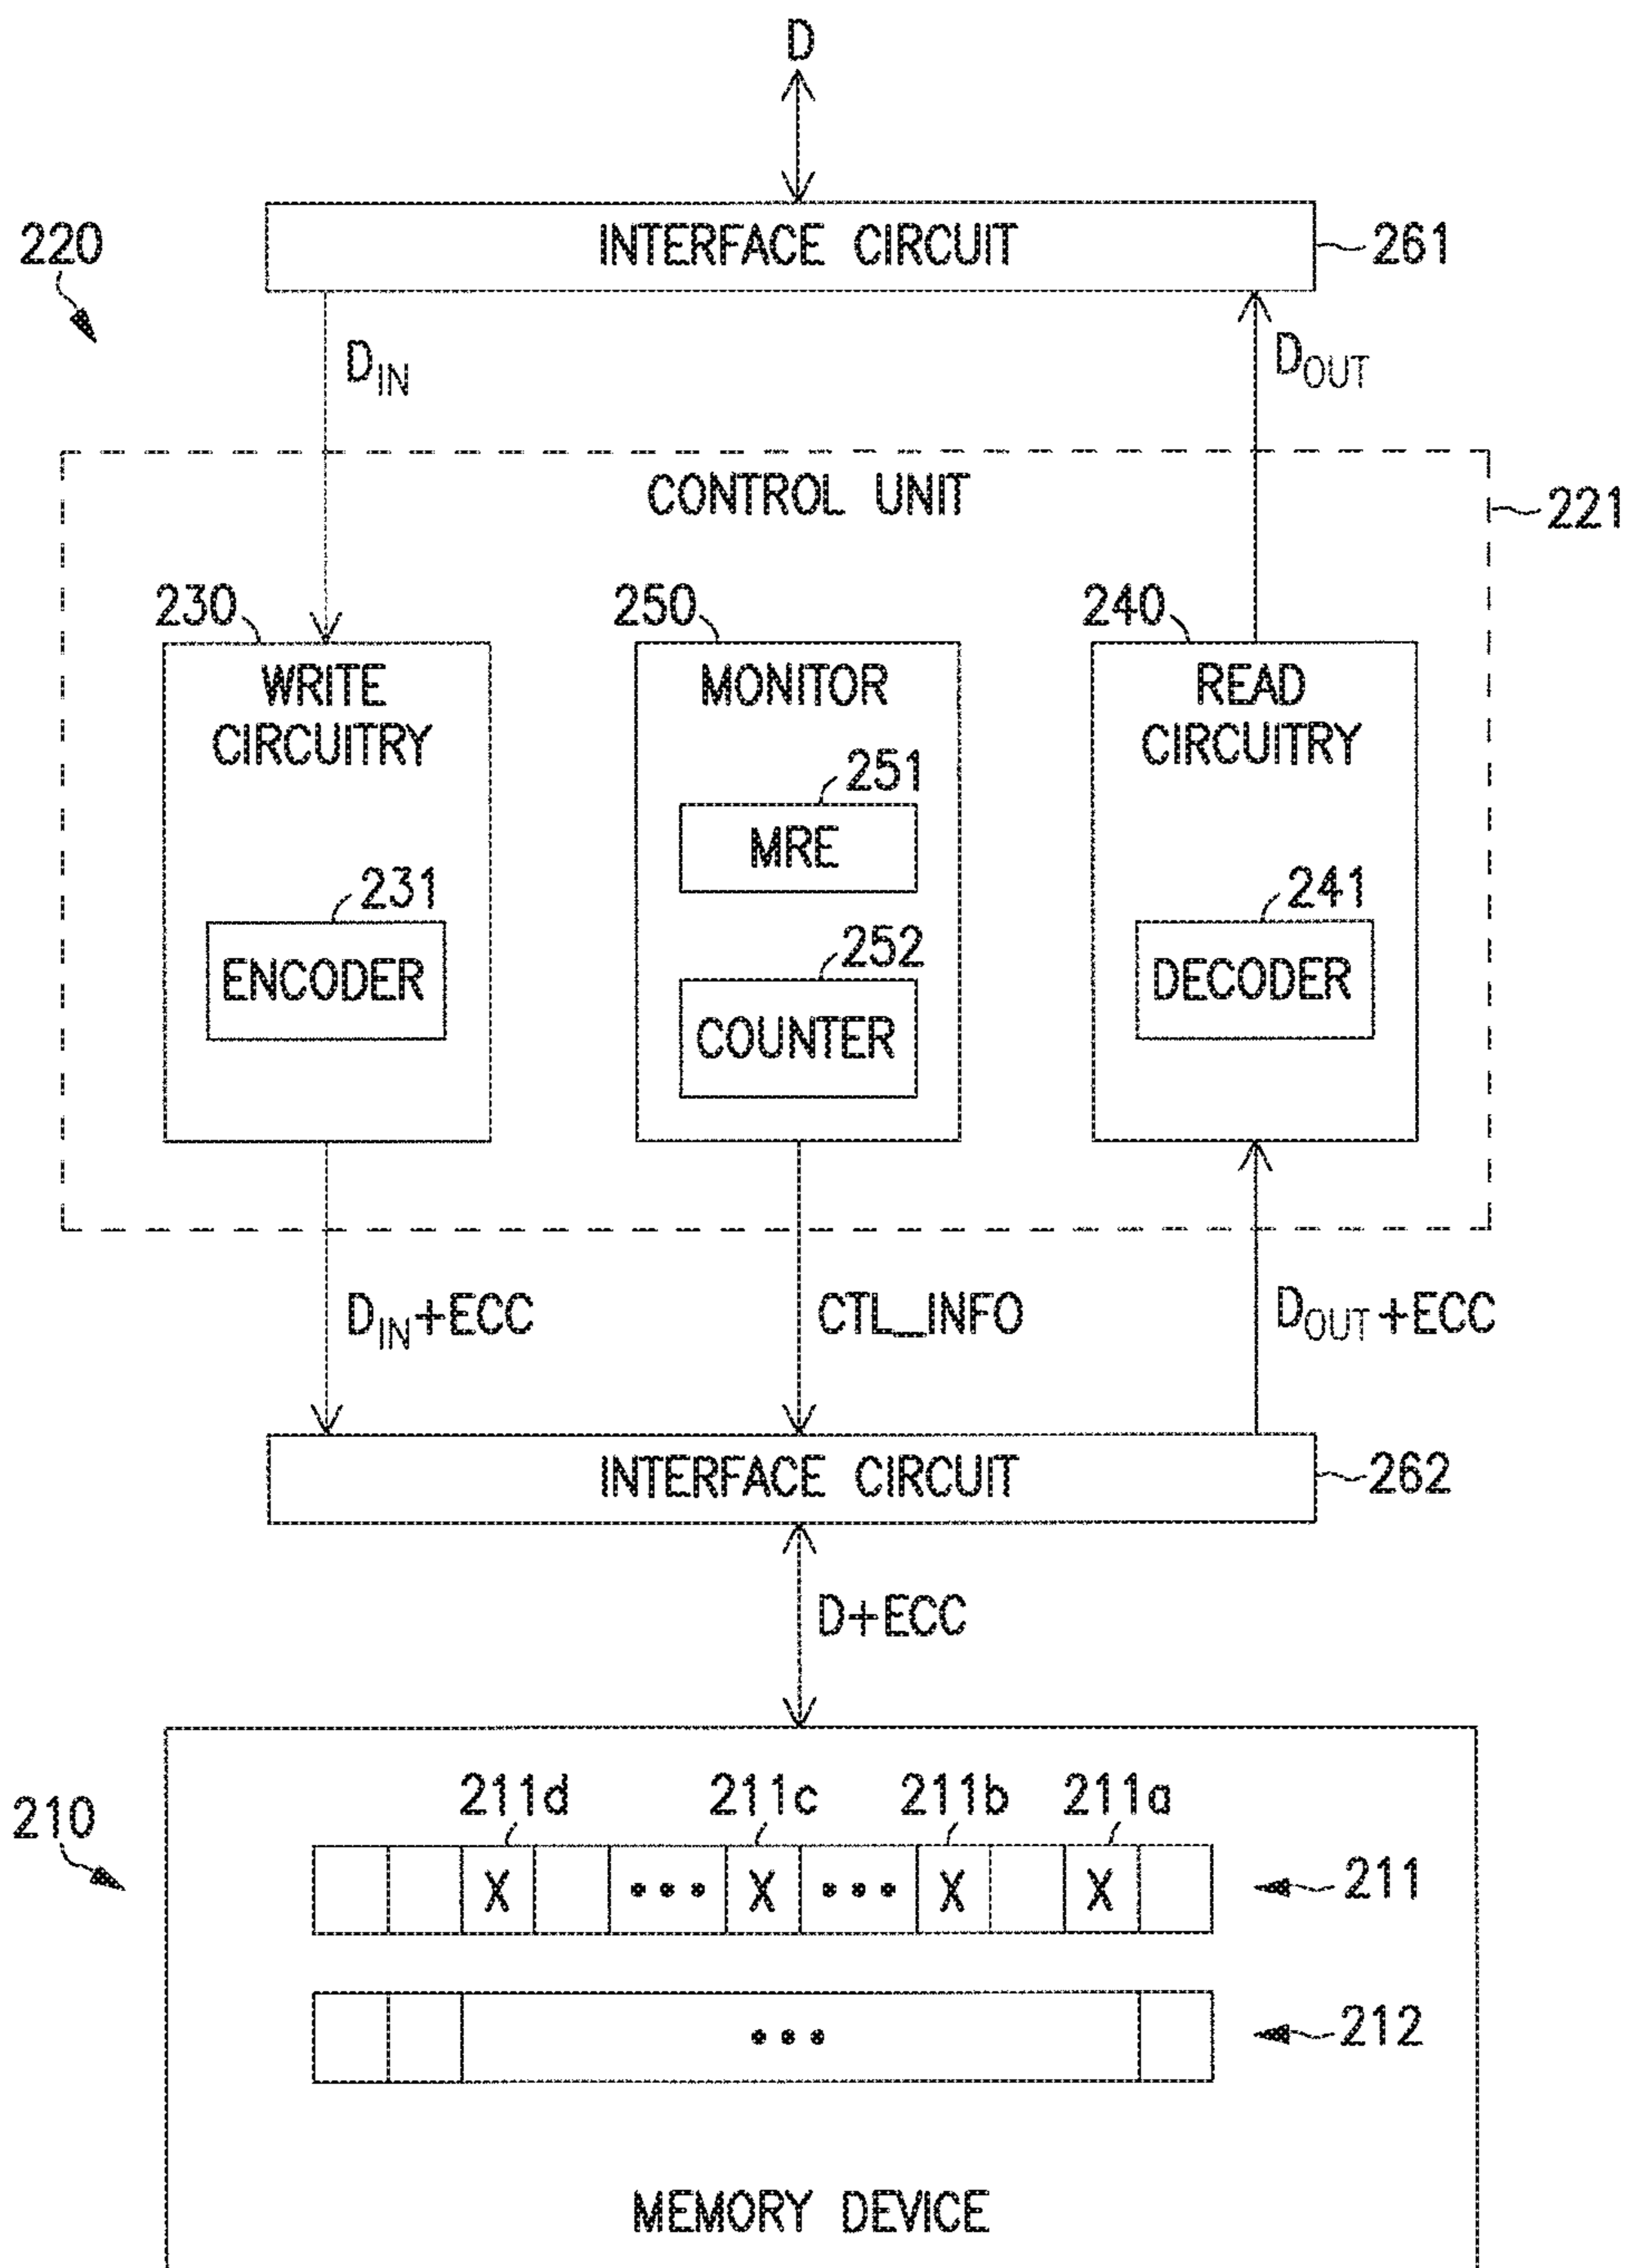 D
INTERFACE CIRCUIT
261
220
DIN
DOUT
CONTROL UNIT
221
230
250
240
WRITE
CIRCUITRY
MONITOR
READ
CIRCUITRY
251
MRE
231
ENCODER
252
COUNTER
241
DECODER
DIN+ECC
CTL_INFO
DOUT+ECC
INTERFACE CIRCUIT
262
D+ECC
210
211d
211c
211b
211a
X
•••
X
•••
X
X
211
•••
212
MEMORY DEVICE